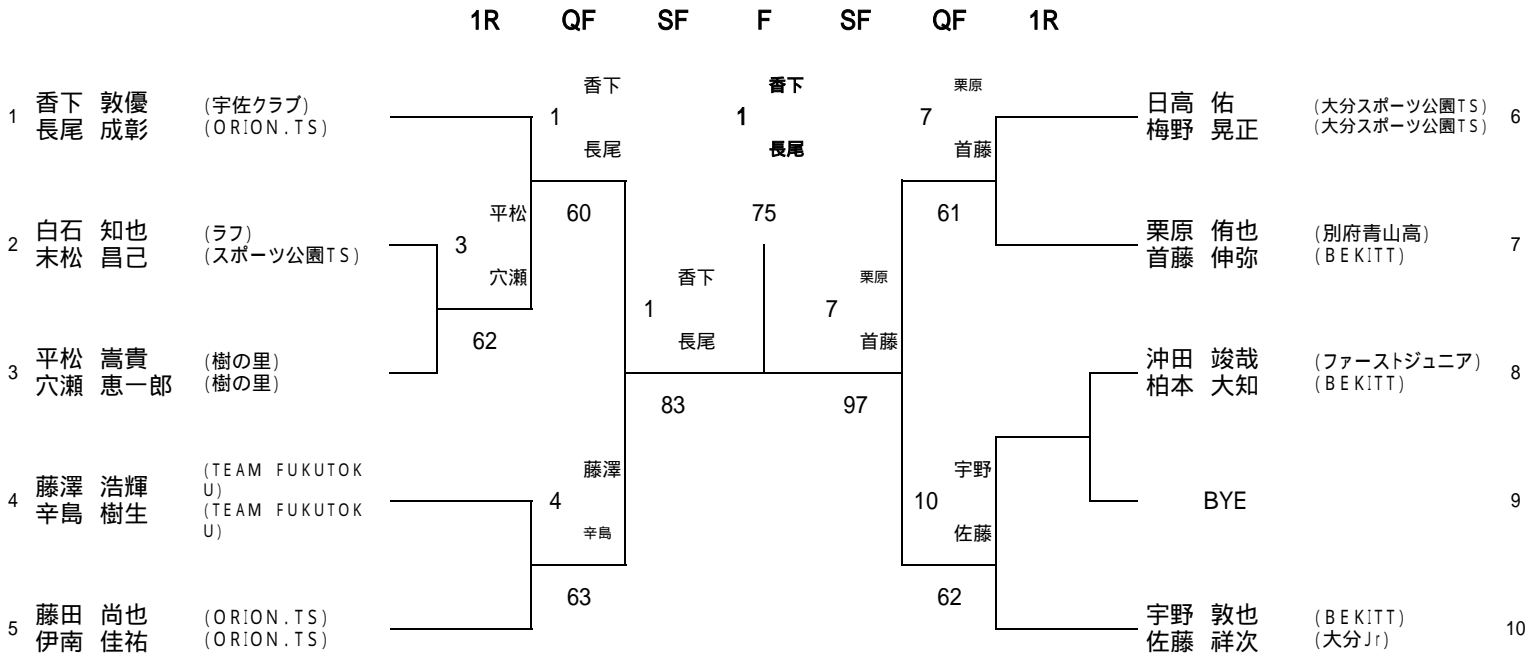 1R QF SF F SF QF 1R
香下 香下 栗原
1 香下 敦優 (宇佐クラブ) 1 1 7 日高 佑 (大分スポーツ公園TS) 6
長尾 成彰 (ORION.TS) 梅野 晃正 (大分スポーツ公園TS)
長尾 長尾 首藤
平松 60 75 61
2 白石 知也 (ラフ) 3 栗原 侑也 (別府青山高) 7
末松 昌己 (スポーツ公園TS) 首藤 伸弥 (BEKITT)
穴瀬 香下 栗原
1 7
62 長尾 首藤
3 平松 嵩貴 (樹の里) 沖田 竣哉 (ファーストジュニア) 8
穴瀬 恵一郎 (樹の里) 柏本 大知 (BEKITT)
83 97
藤澤 宇野
(TEAM FUKUTOK
4 藤澤 浩輝 U) 4 10 BYE 9
辛島 樹生 (TEAM FUKUTOK
U) 辛島 佐藤
63 62
5 藤田 尚也 (ORION.TS) 宇野 敦也 (BEKITT) 10
伊南 佳祐 (ORION.TS) 佐藤 祥次 (大分Jr)